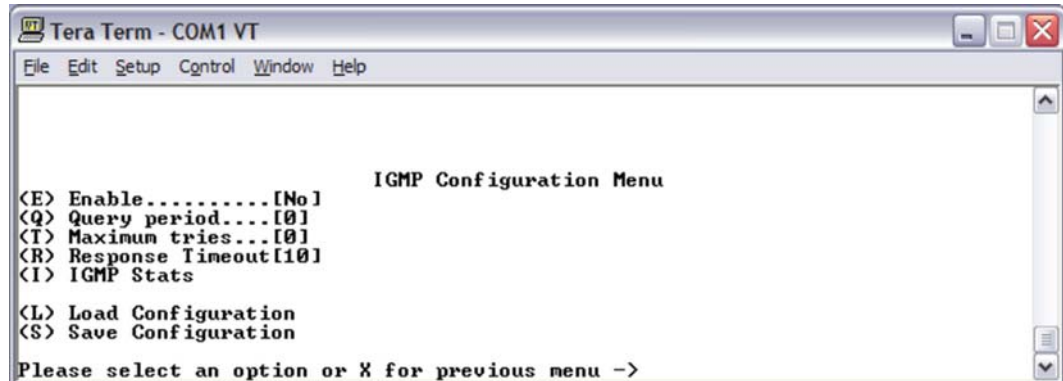 Tera Term - COM1 VT
File Edit Setup Control Window Help
IGMP Configuration Menu
(E) Enable..........[No]
(Q) Query period....[0]
(T) Maximum tries...[0]
(R) Response Timeout[10]
(I) IGMP Stats
(L) Load Configuration
(S) Save Configuration
Please select an option or X for previous menu ->